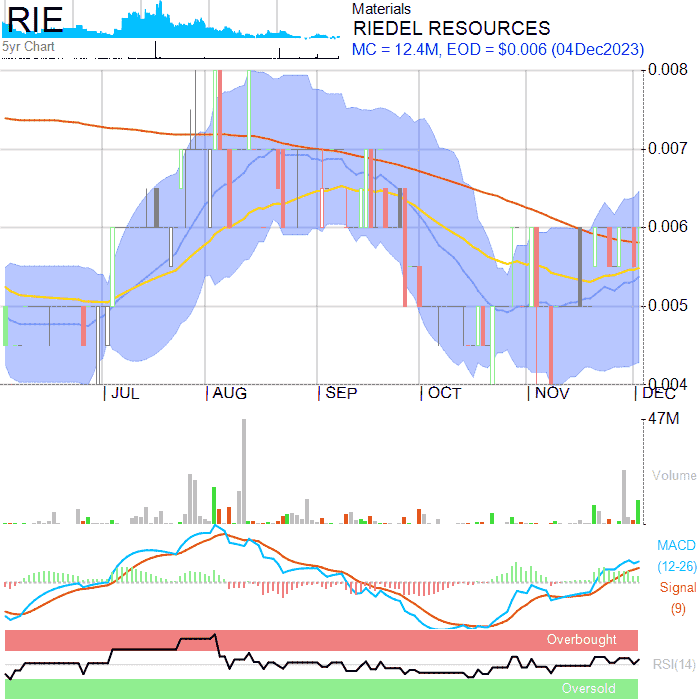 RIE
5yr Chart
Materials
RIEDEL RESOURCES
MC = 12.4M, EOD = $0.006 (04Dec2023)
0.008
0.007
0.006
0.005
0.004
JUL AUG SEP OCT NOV DEC
47M
Volume
MACD
(12-26)
Signal
(9)
Overbought
RSI(14)
Oversold